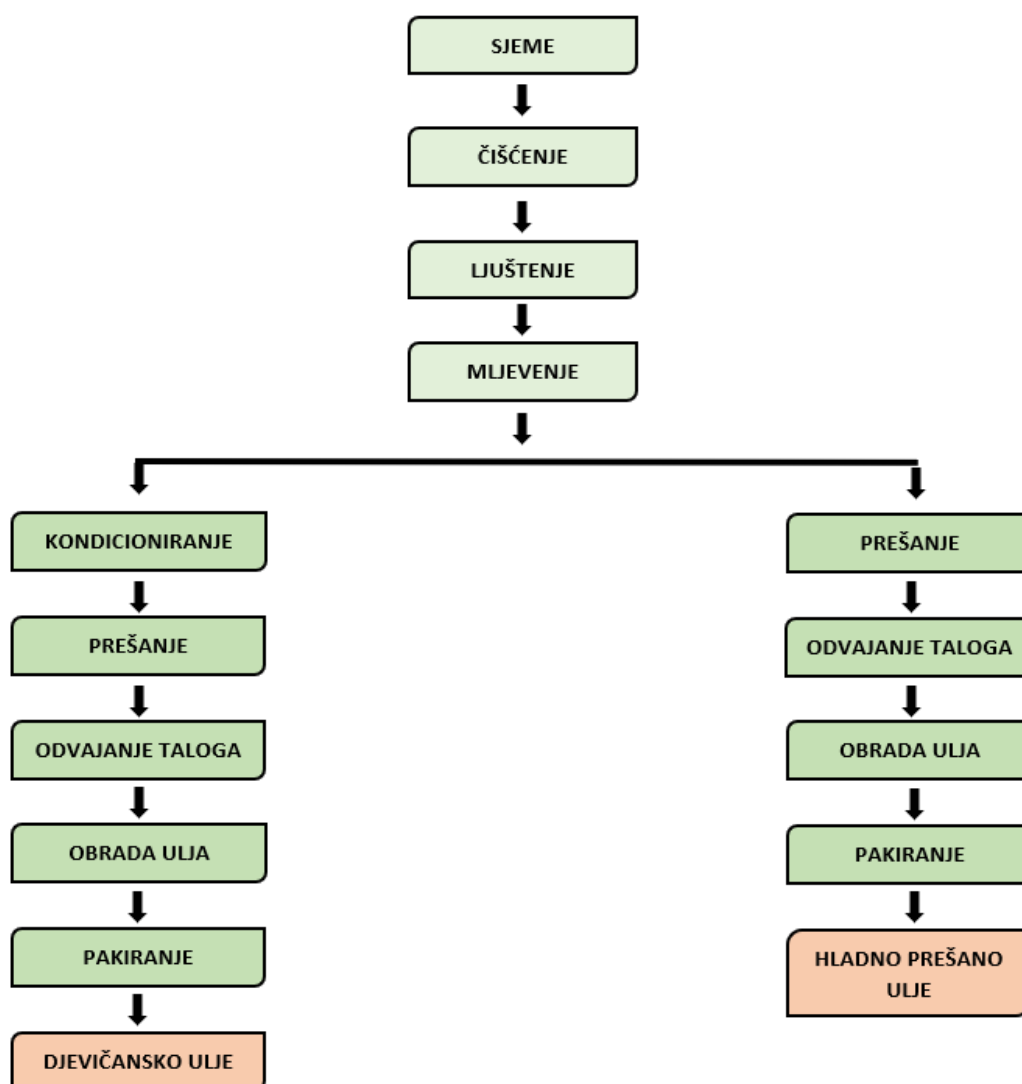 SJEME
ČIŠĆENJE
LJUŠTENJE
MLJEVENJE
KONDICIONIRANJE
PREŠANJE
ODVAJANJE TALOGA
OBRADA ULJA
PAKIRANJE
DJEVIČANSKO ULJE
PREŠANJE
ODVAJANJE TALOGA
OBRADA ULJA
PAKIRANJE
HLADNO PREŠANO
ULJE